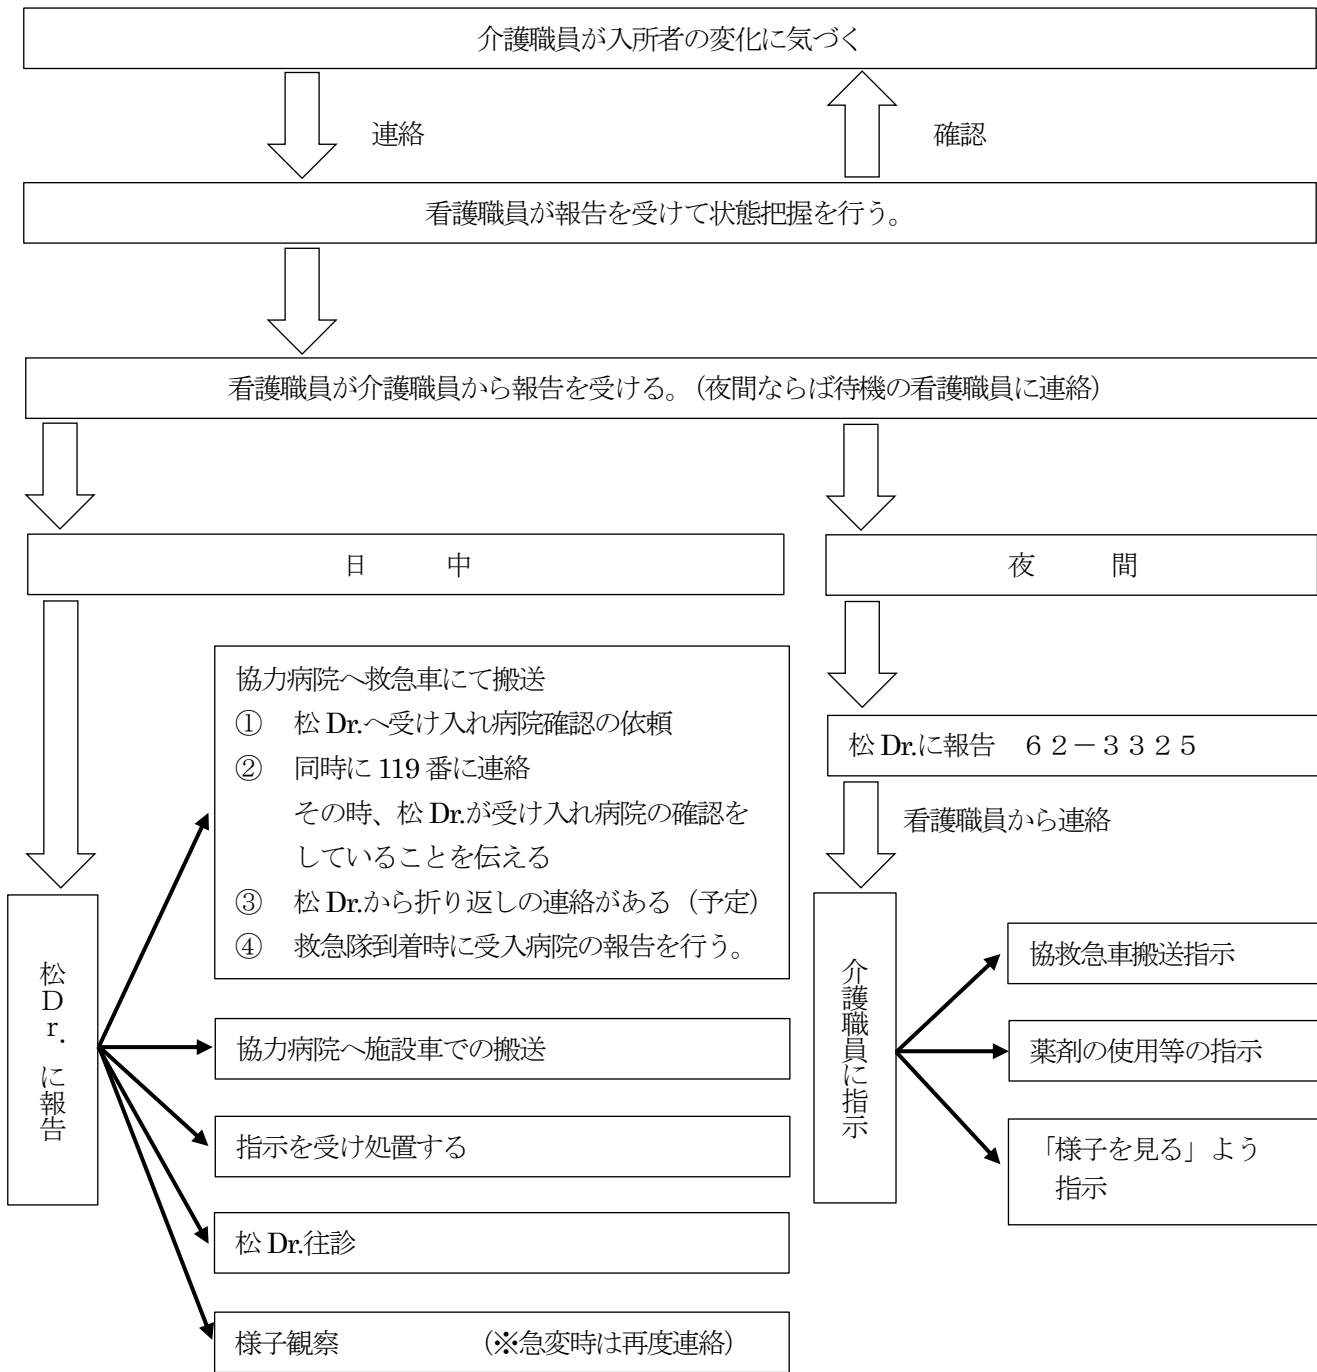 介護職員が入所者の変化に気づく
連絡
確認
看護職員が報告を受けて状態把握を行う。
看護職員が介護職員から報告を受ける。(夜間ならば待機の看護職員に連絡)
日　　中
夜　　間
協力病院へ救急車にて搬送
①　松Dr.へ受け入れ病院確認の依頼
②　同時に119番に連絡
その時、松Dr.が受け入れ病院の確認を
していることを伝える
③　松Dr.から折り返しの連絡がある（予定）
④　救急隊到着時に受入病院の報告を行う。
松Dr.に報告　６２－３３２５
看護職員から連絡
松Dr.に報告
協力病院へ施設車での搬送
指示を受け処置する
松Dr.往診
様子観察　　　　（※急変時は再度連絡）
介護職員に指示
協救急車搬送指示
薬剤の使用等の指示
「様子を見る」よう
指示